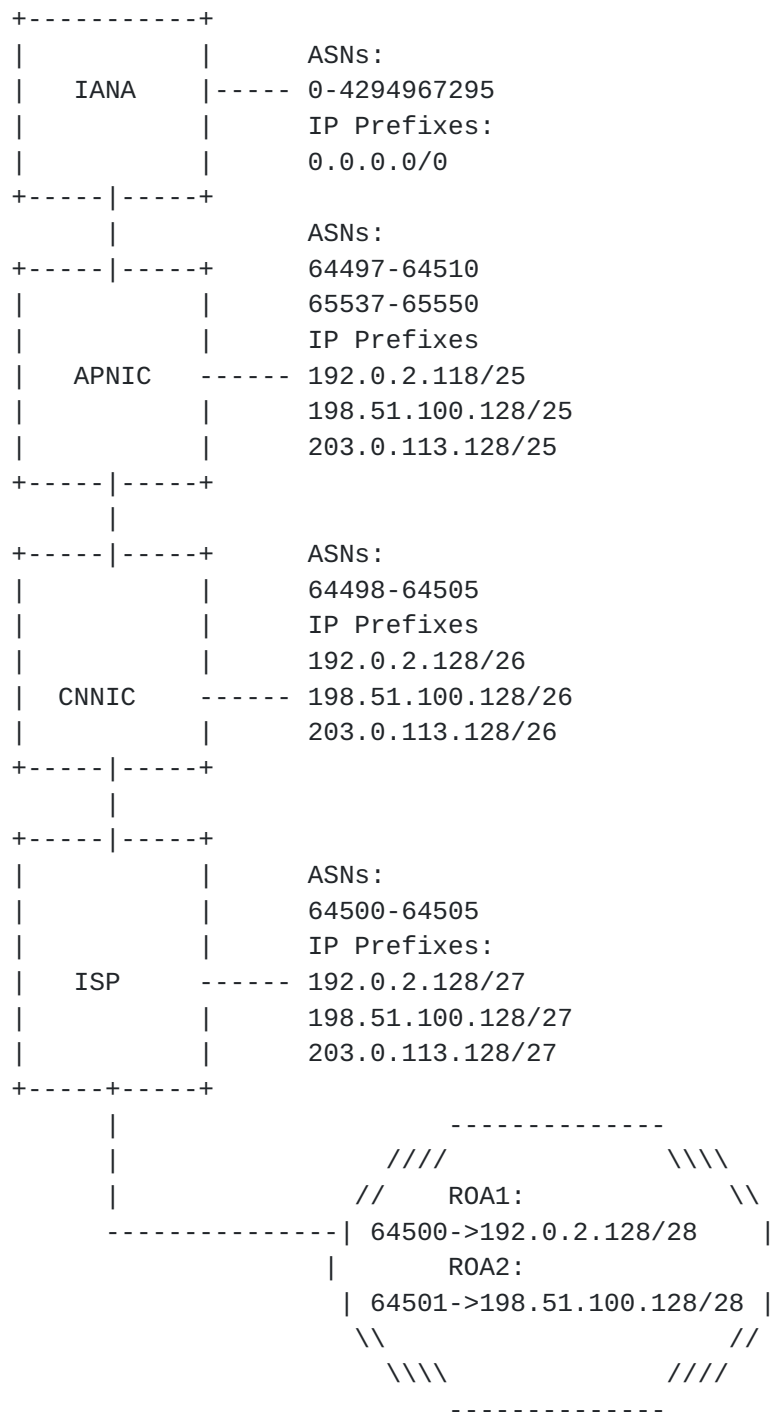 ASNs:
IANA ----- 0-4294967295
IP Prefixes:
0.0.0.0/0
ASNs:
64497-64510
65537-65550
IP Prefixes
APNIC ------ 192.0.2.118/25
198.51.100.128/25
203.0.113.128/25
ASNs:
64498-64505
IP Prefixes
192.0.2.128/26
CNNIC ------ 198.51.100.128/26
203.0.113.128/26
ASNs:
64500-64505
IP Prefixes:
ISP ------ 192.0.2.128/27
198.51.100.128/27
203.0.113.128/27
ROA1:
64500->192.0.2.128/28
ROA2:
64501->198.51.100.128/28